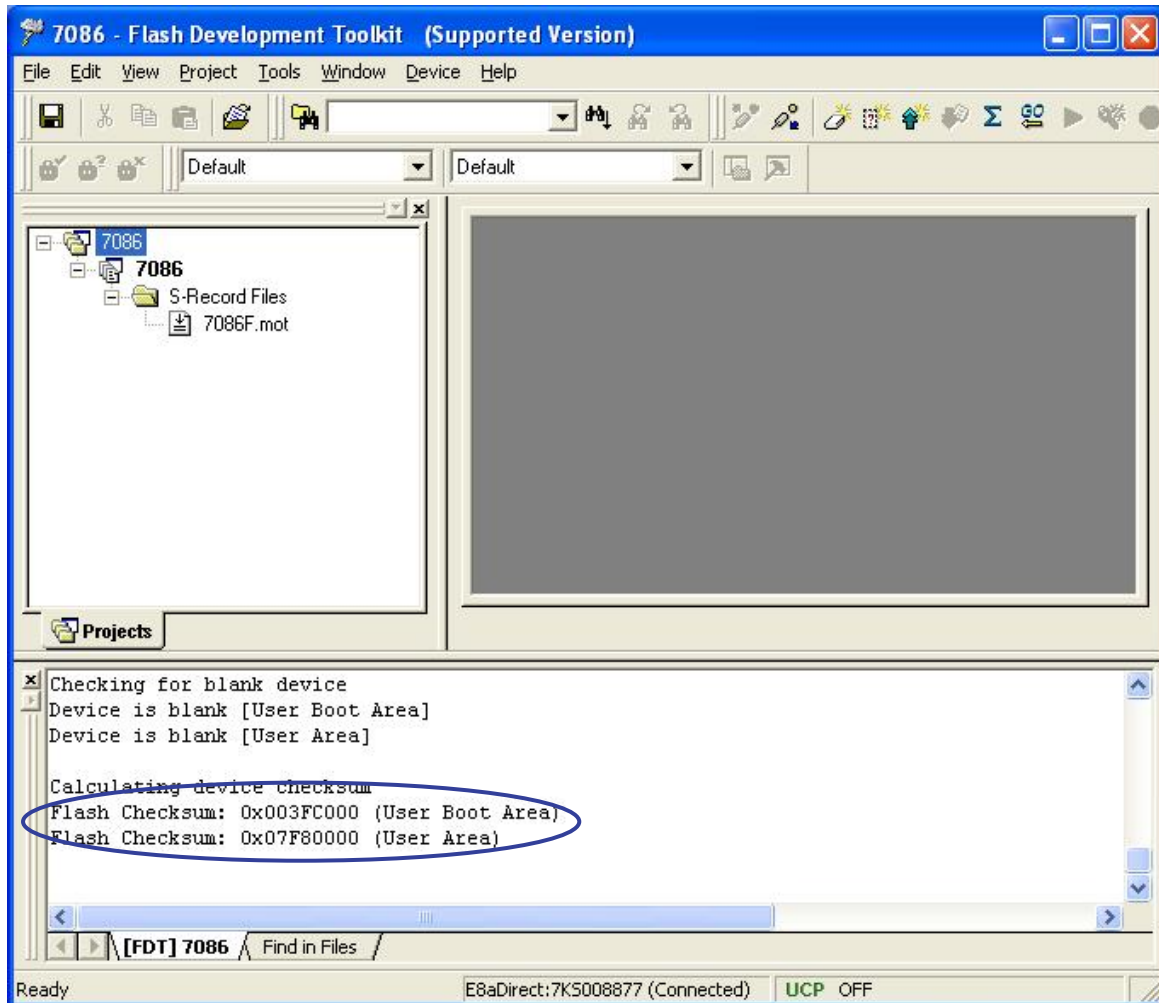 7086 - Flash Development Toolkit (Supported Version)
File Edit View Project Tools Window Device Help
GO
Default Default
7086
7086
S-Record Files
7086F.mot
Projects
Checking for blank device
Device is blank [User Boot Area]
Device is blank [User Area]
Calculating device checksum
Flash Checksum: 0x003FC000 (User Boot Area)
Flash Checksum: 0x07F80000 (User Area)
[FDT] 7086 Find in Files
Ready E8aDirect:7KS008877 (Connected) UCP OFF